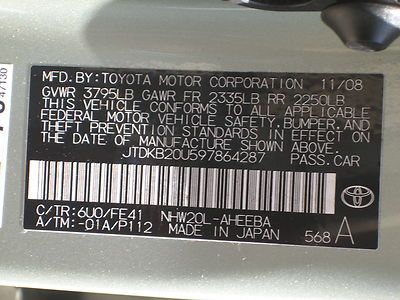 47130
MFD. BY: TOYOTA MOTOR CORPORATION 11/08
GVWR 3795LB GAWR FR 2335LB RR 2250LB
THIS VEHICLE CONFORMS TO ALL APPLICABLE
FEDERAL MOTOR VEHICLE SAFETY, BUMPER, AND
THEFT PREVENTION STANDARDS IN EFFECT ON
THE DATE OF MANUFACTURE SHOWN ABOVE.
JTDKB20U597864287 PASS.CAR
C/TR: 6U0/FE41 NHW20L-AHEEBA
A/TM: -01A/P112 MADE IN JAPAN 568 A